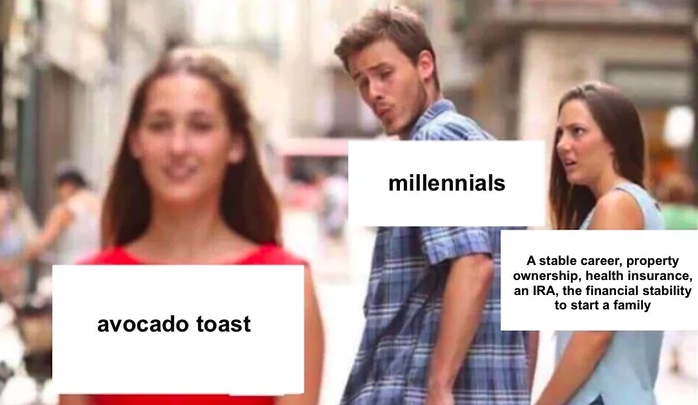 millennials
A stable career, property
ownership, health insurance,
an IRA, the financial stability
to start a family
avocado toast